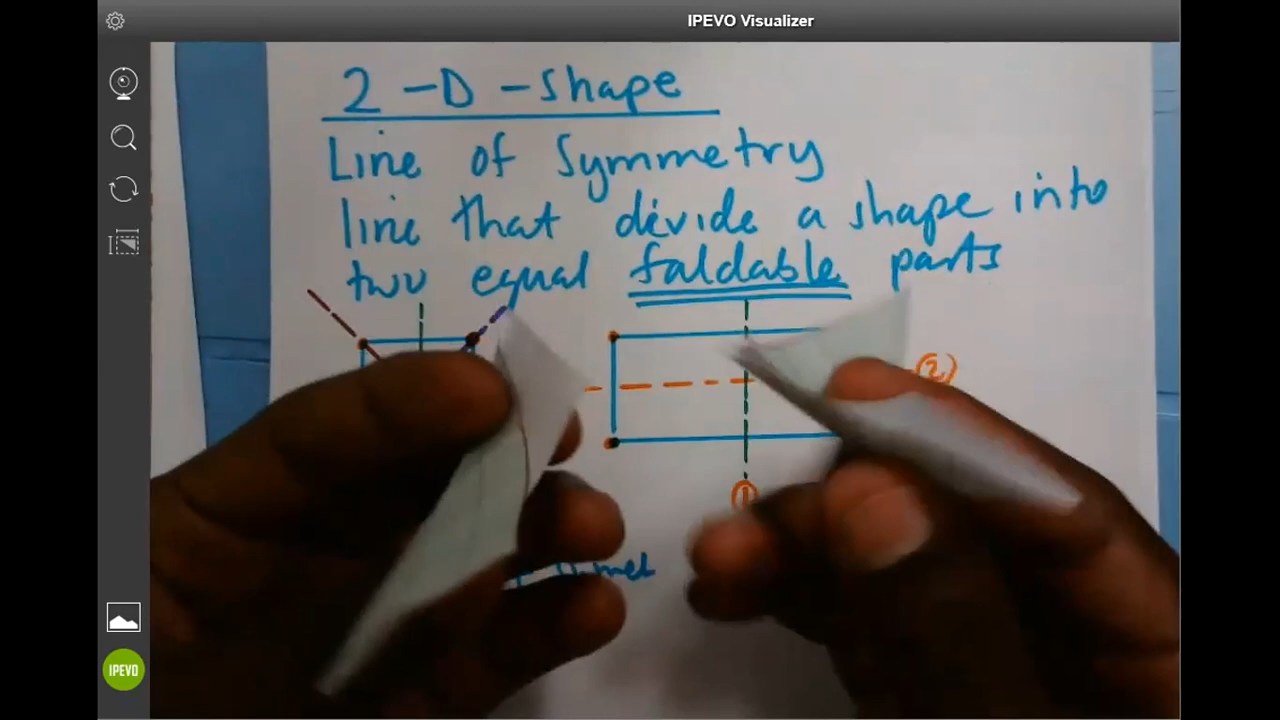 IPEVO Visualizer
2-D-shape
Line of Symmetry
line that divide a shape into
two equal faldable parts
(2)
(1)
IPEVO